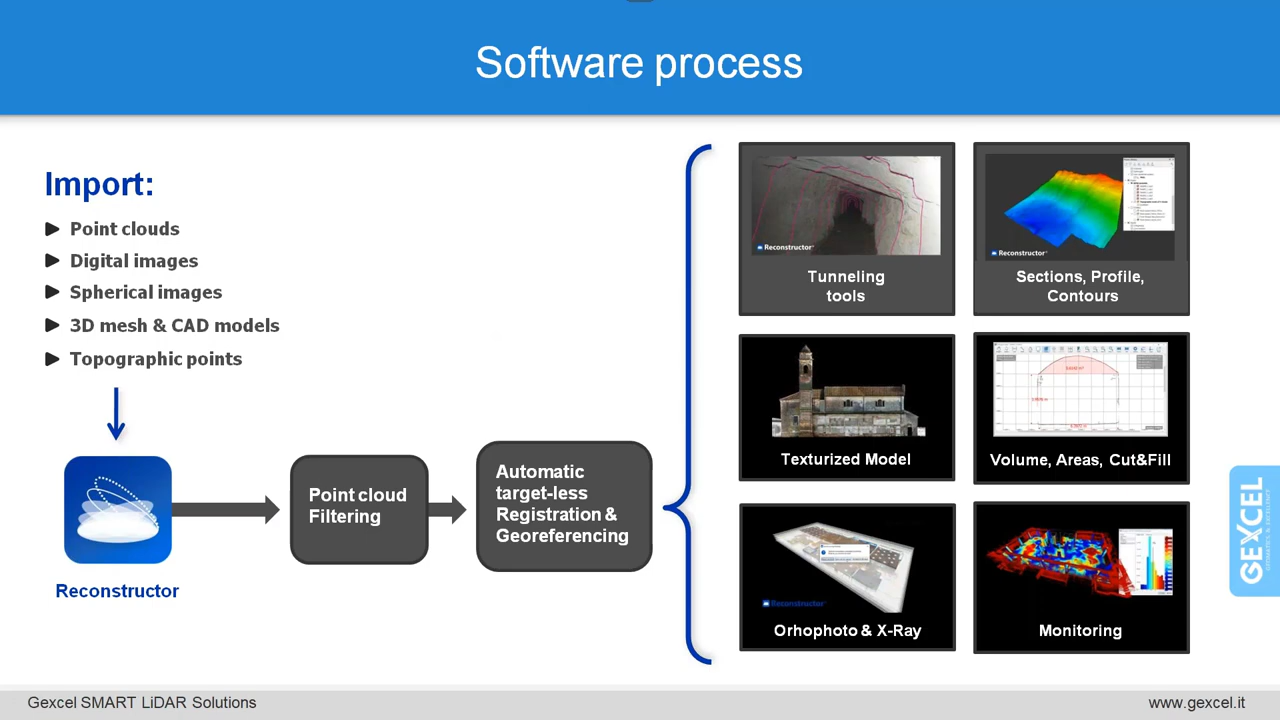 Software process
Import:
Point clouds
Digital images
Spherical images
3D mesh & CAD models
Topographic points
Reconstructor
Point cloud
Filtering
Automatic
target-less
Registration &
Georeferencing
Reconstructor
Tunneling
tools
Reconstructor
Sections, Profile,
Contours
Texturized Model
Volume, Areas, Cut&Fill
Reconstructor
Orhophoto & X-Ray
Monitoring
GEXCEL
Gexcel SMART LiDAR Solutions
www.gexcel.it